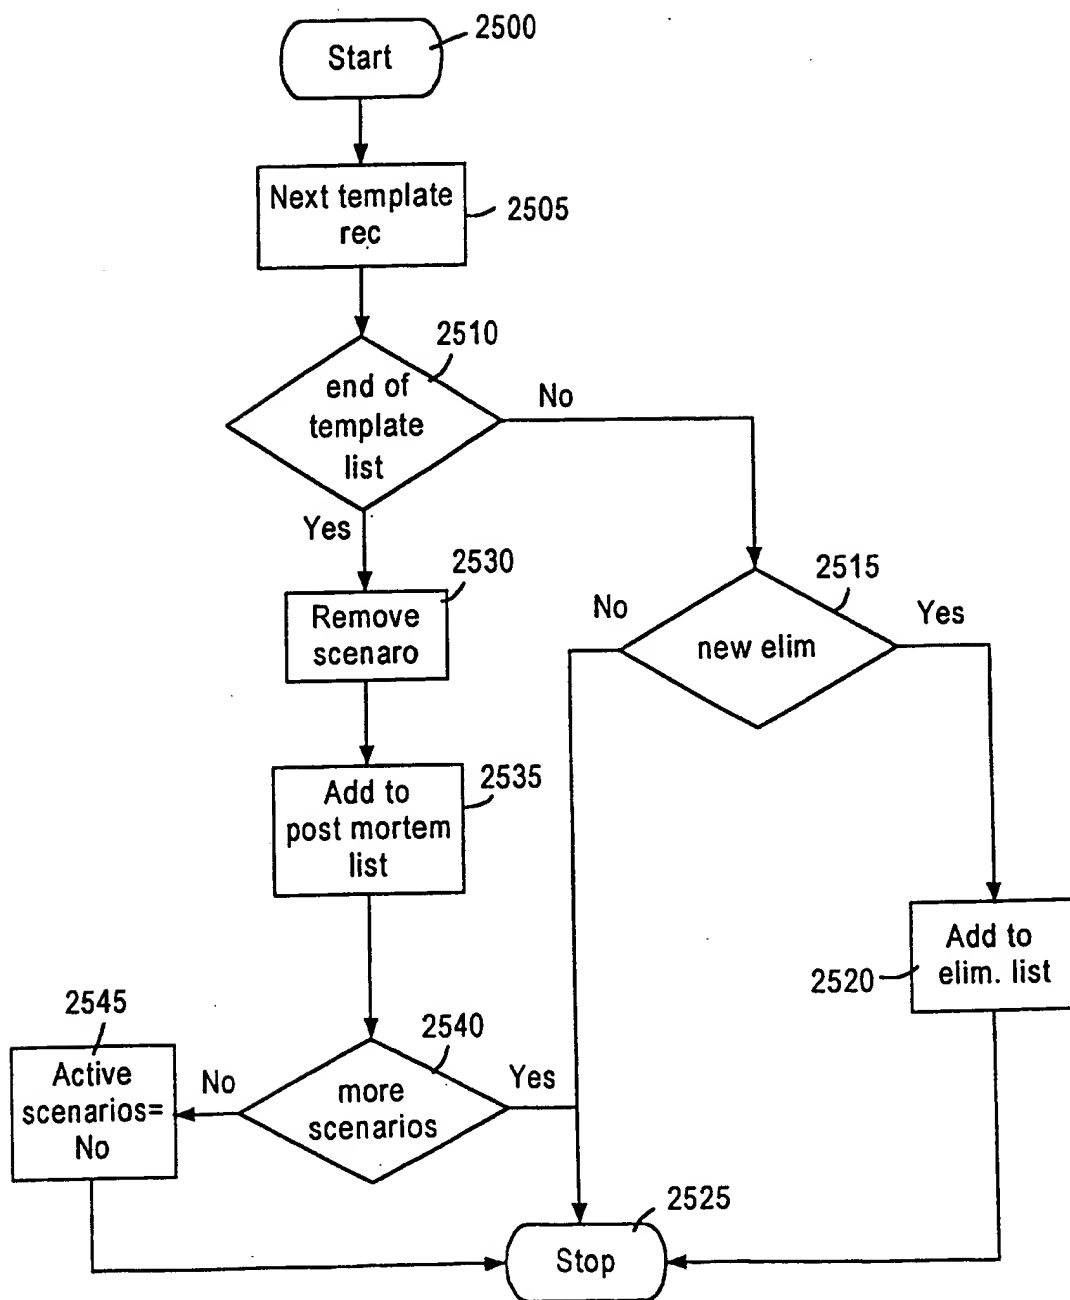 Start
2500
Next template
rec
2505
2510
end of
template
list
No
Yes
2530
Remove
scenaro
2515
No
new elim
Yes
2535
Add to
post mortem
list
Add to
elim. list
2520
2545
Active
scenarios=
No
No
2540
more
scenarios
Yes
2525
Stop